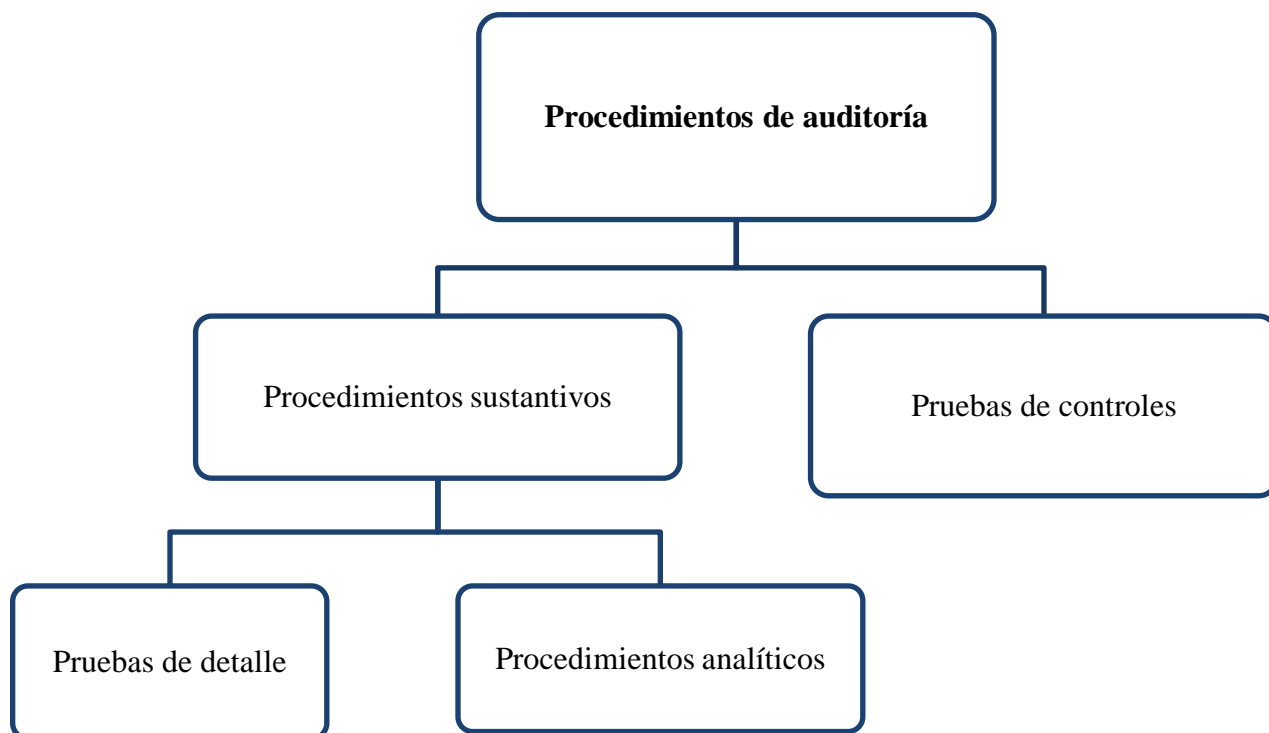 Procedimientos de auditoría
Procedimientos sustantivos
Pruebas de controles
Pruebas de detalle
Procedimientos analíticos